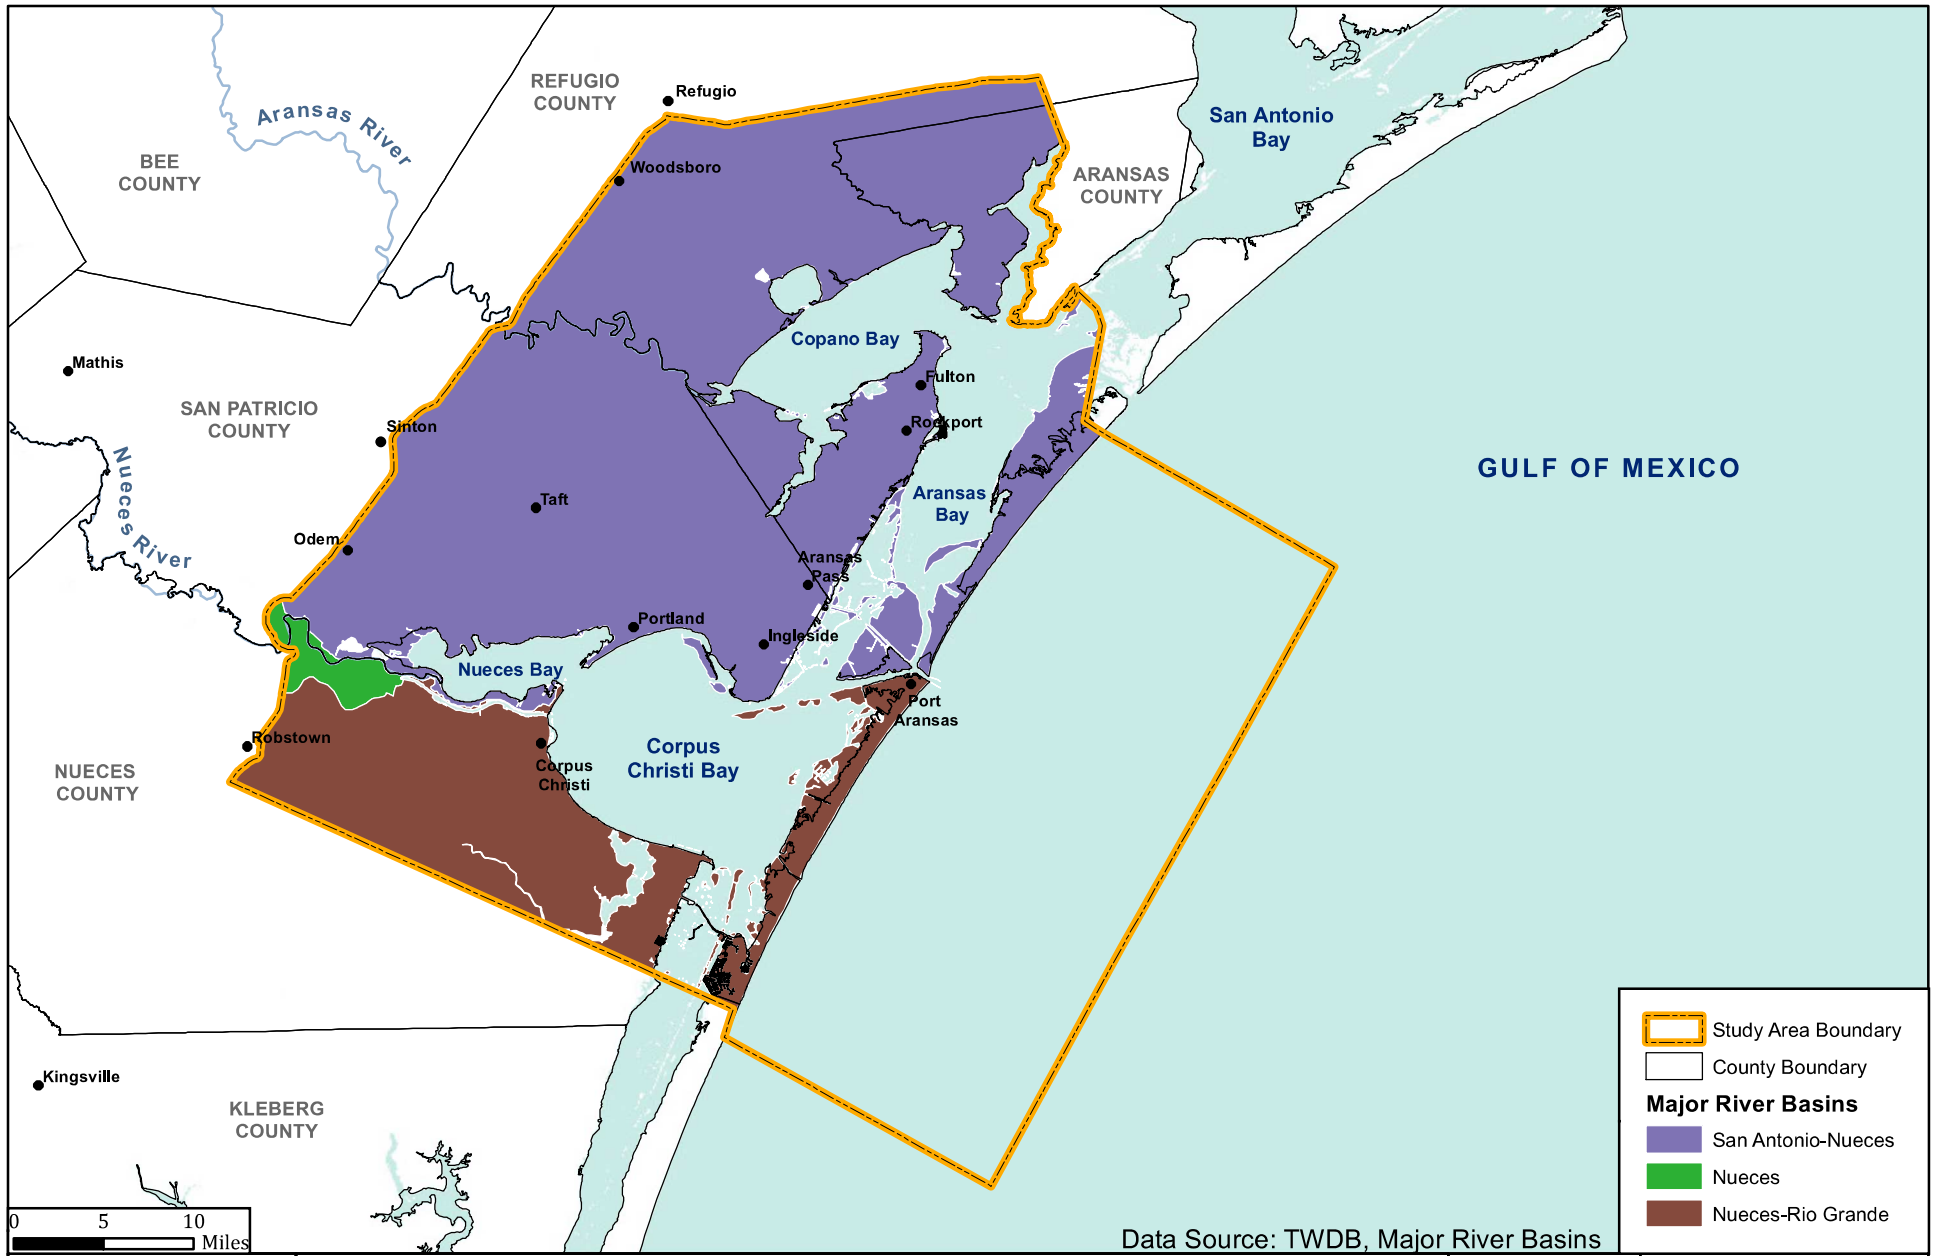 Aransas River
REFUGIO
COUNTY
Refugio
San Antonio
Bay
BEE
COUNTY
Woodsboro
ARANSAS
COUNTY
Copano Bay
Mathis
Fulton
SAN PATRICIO
COUNTY
Sinton
Rockport
GULF OF MEXICO
Nueces River
Taft
Aransas
Bay
Odem
Aransas
Pass
Portland
Ingleside
Nueces Bay
Port
Aransas
Robstown
Corpus
Christi
Corpus
Christi Bay
NUECES
COUNTY
Kingsville
KLEBERG
COUNTY
Study Area Boundary
County Boundary
Major River Basins
San Antonio-Nueces
Nueces
Nueces-Rio Grande
0 5 10
Miles
Data Source: TWDB, Major River Basins